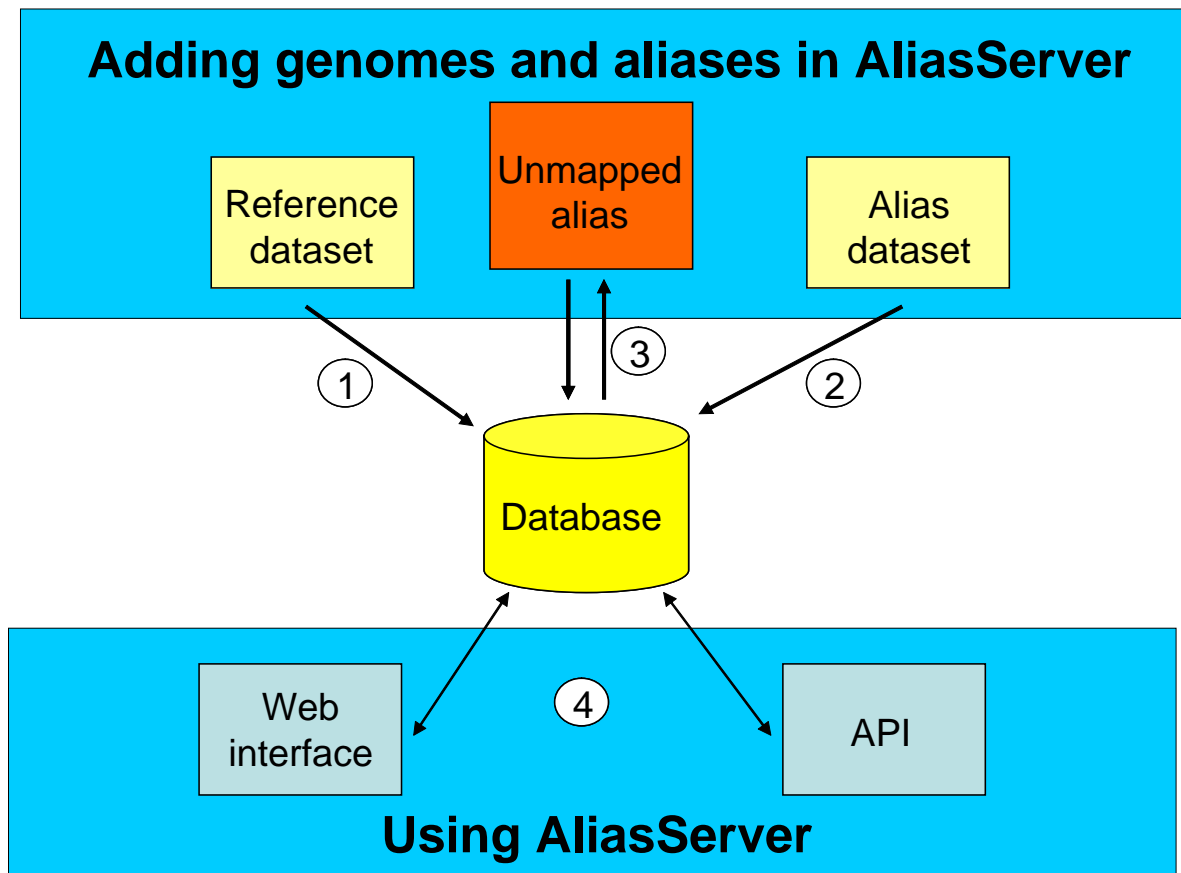 Adding genomes and aliases in AliasServer
Unmapped
alias
Reference
dataset
Alias
dataset
3
1
2
Database
Web
interface
4
API
Using AliasServer